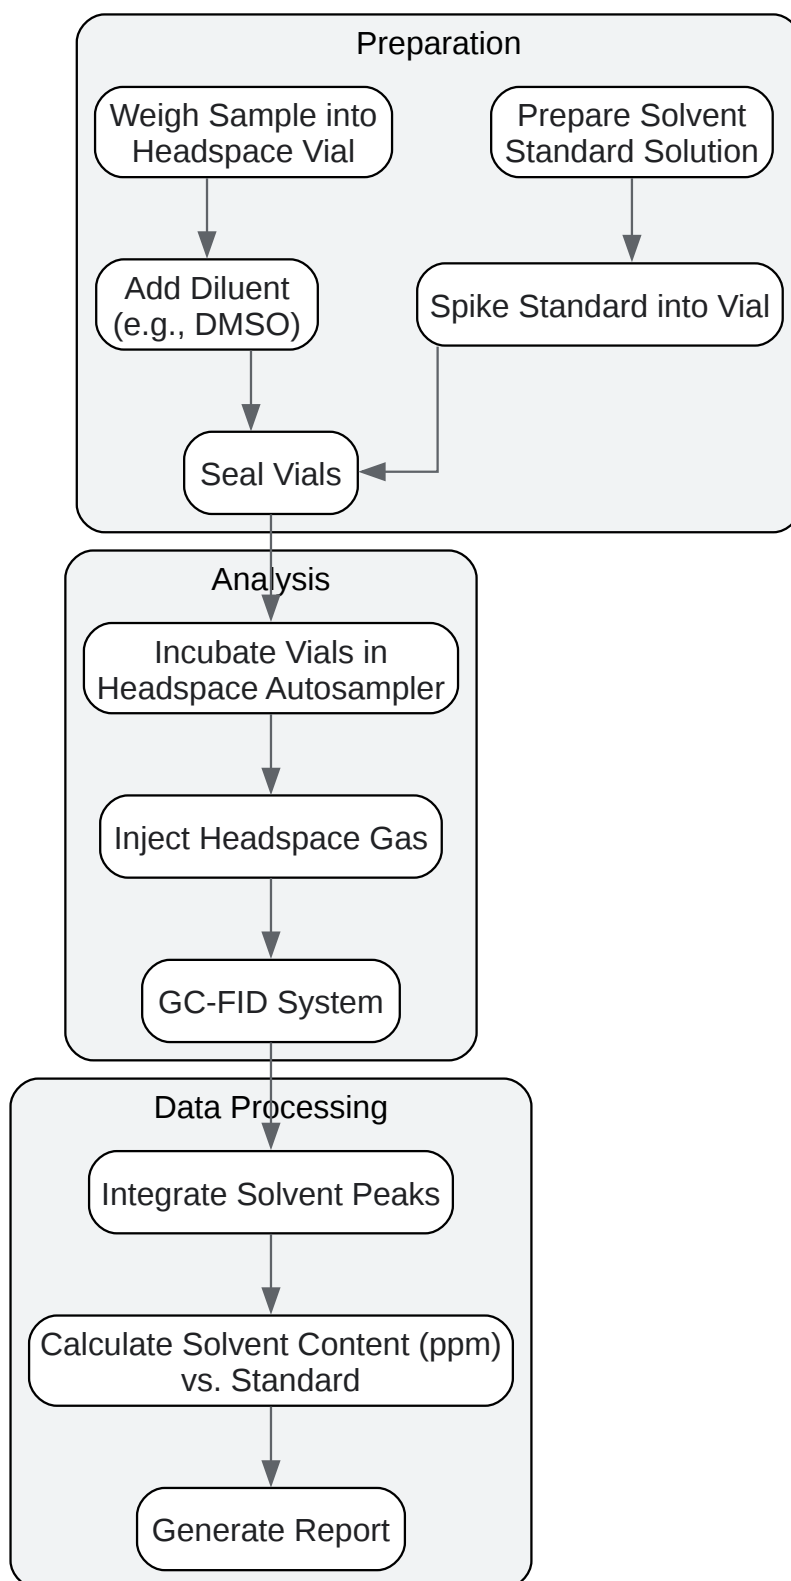 Preparation
Weigh Sample into
Headspace Vial
Prepare Solvent
Standard Solution
Add Diluent
(e.g., DMSO)
Spike Standard into Vial
Seal Vials
Analysis
Incubate Vials in
Headspace Autosampler
Inject Headspace Gas
GC-FID System
Data Processing
Integrate Solvent Peaks
Calculate Solvent Content (ppm)
vs. Standard
Generate Report